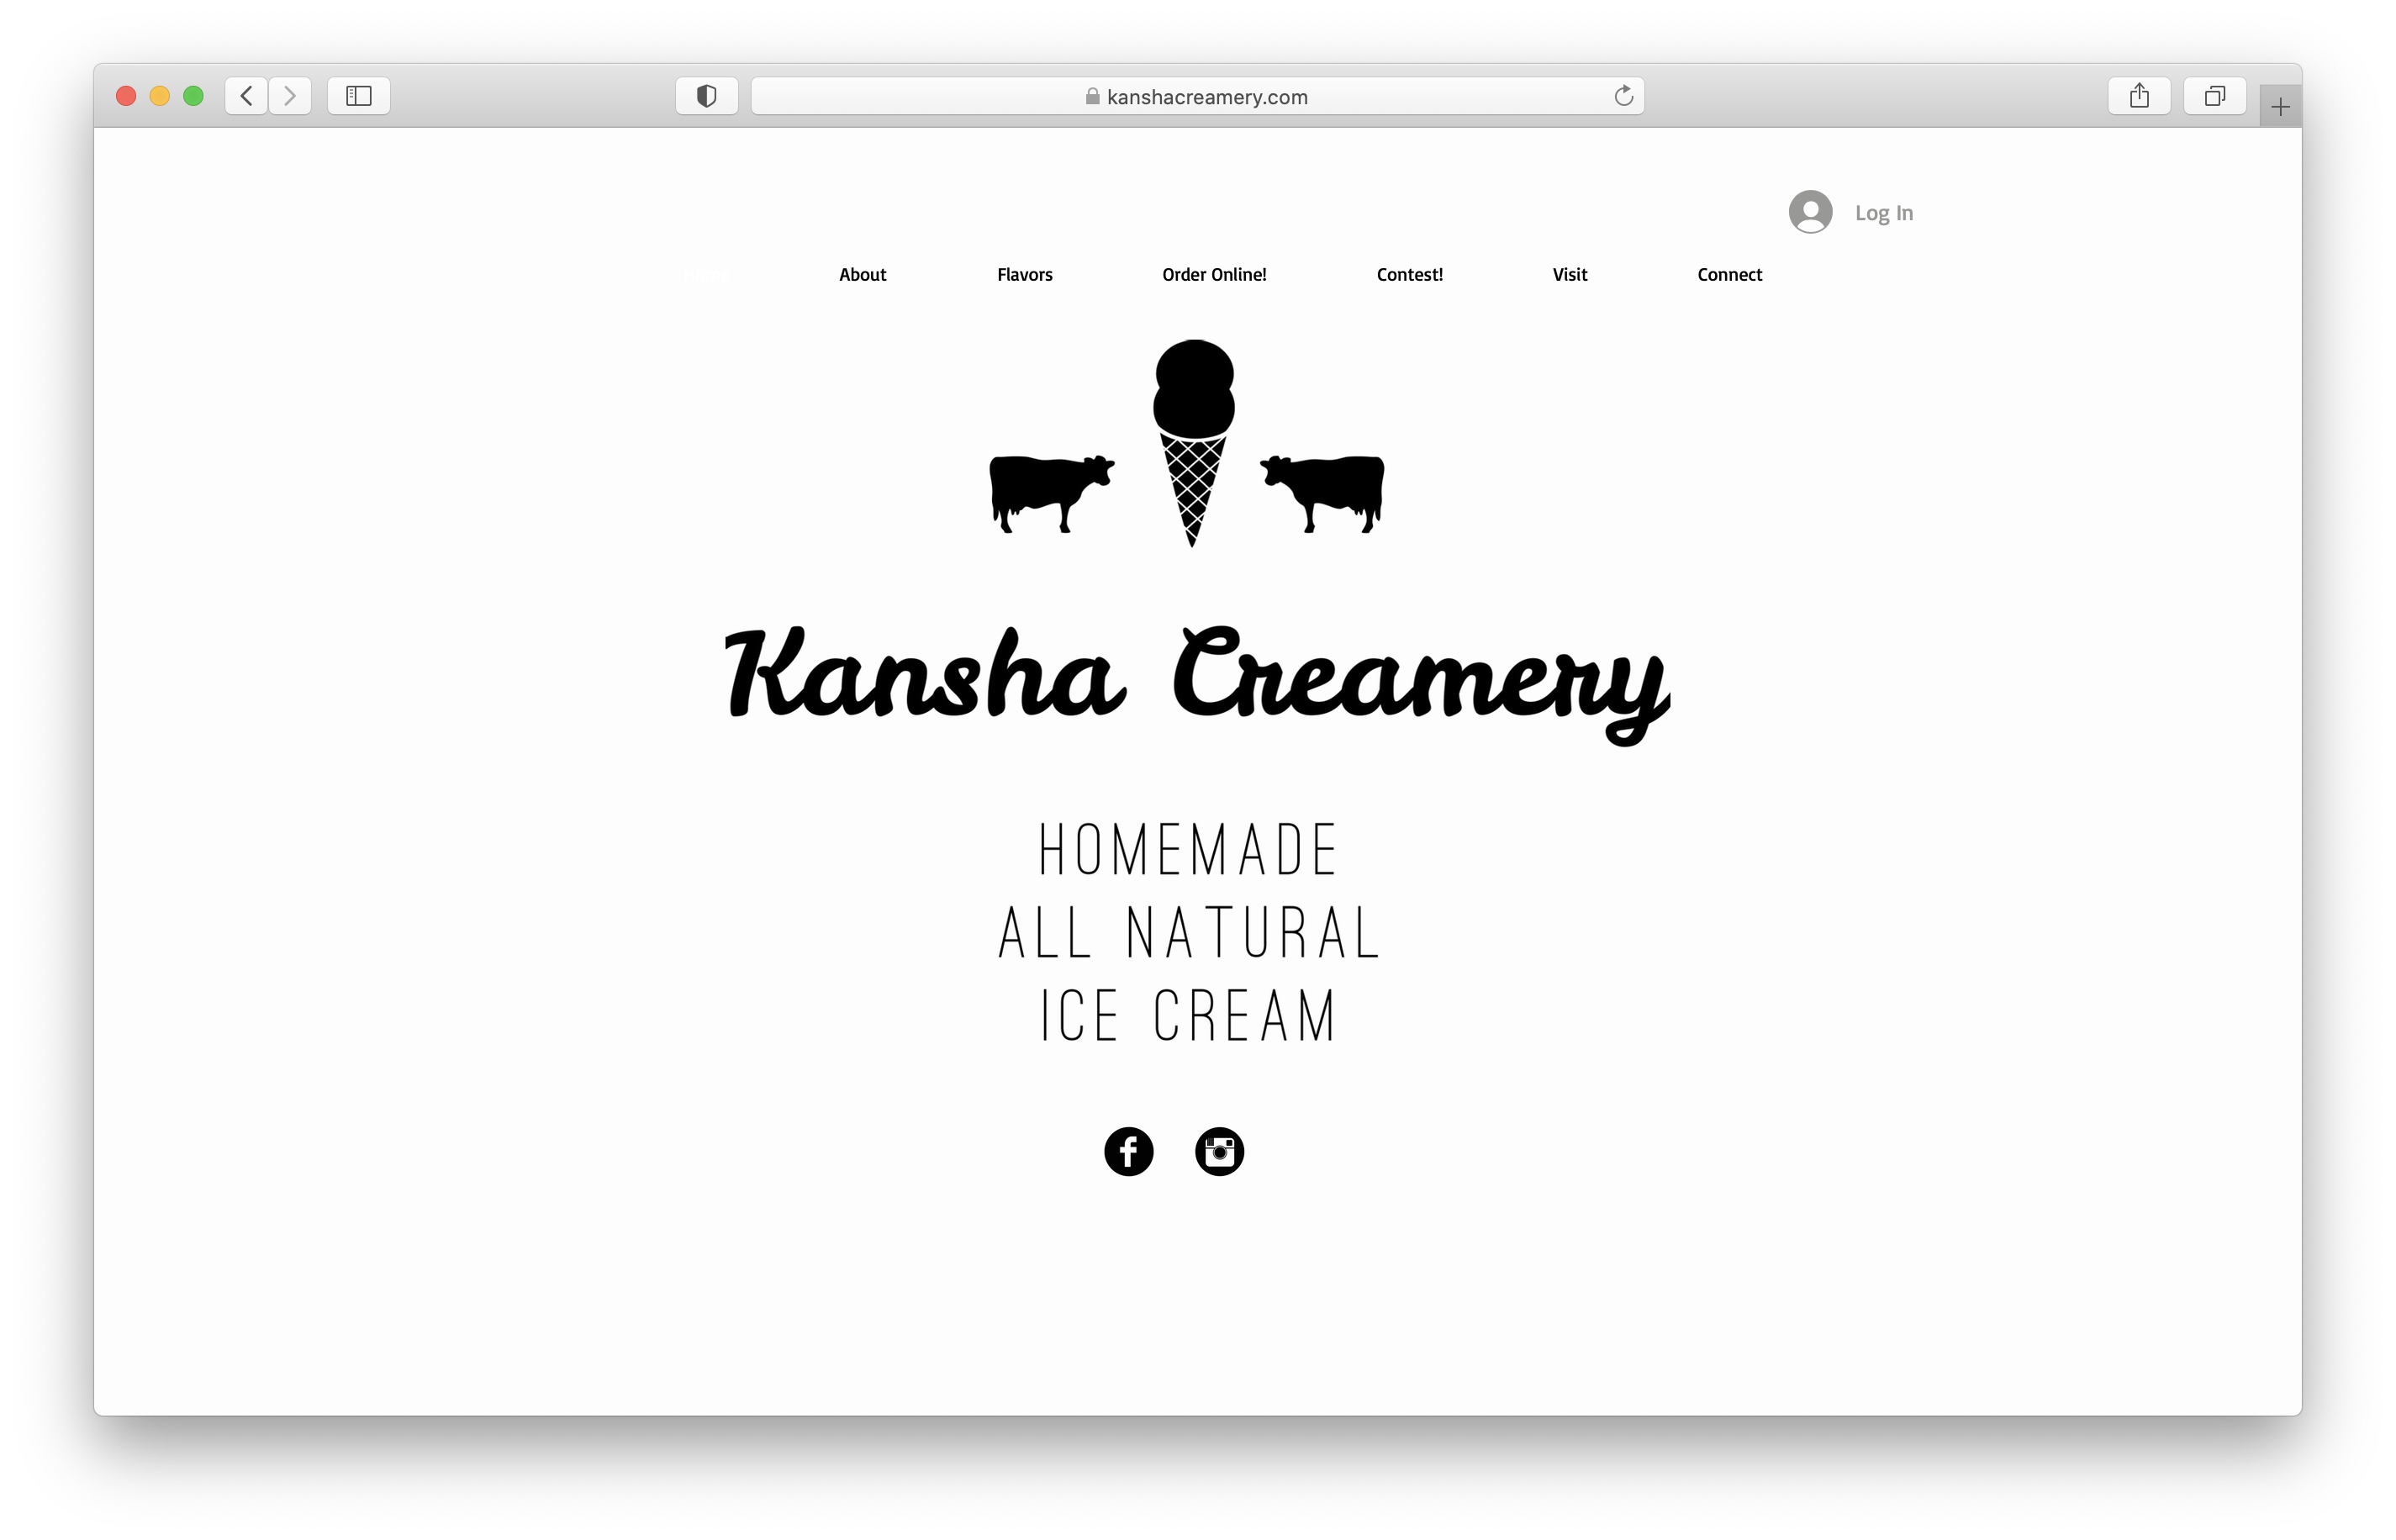 kanshacreamery.com
Log In
About Flavors Order Online! Contest! Visit Connect
Kansha Creamery
HOMEMADE
ALL NATURAL
ICE CREAM